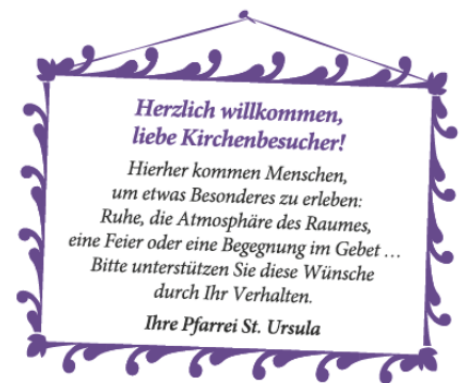 Herzlich willkommen,
liebe Kirchenbesucher!
Hierher kommen Menschen,
um etwas Besonderes zu erleben:
Ruhe, die Atmosphäre des Raumes,
eine Feier oder eine Begegnung im Gebet …
Bitte unterstützen Sie diese Wünsche
durch Ihr Verhalten.
Ihre Pfarrei St. Ursula